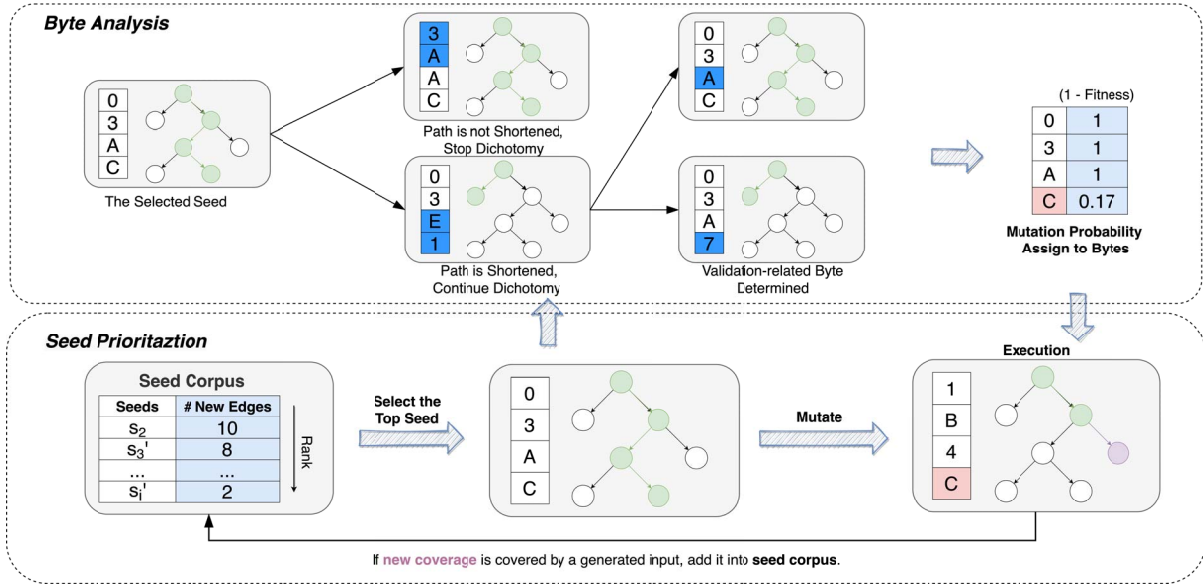 Byte Analysis
0
3
A
C
The Selected Seed
3
A
A
C
Path is not Shortened,
Stop Dichotomy
0
3
E
1
Path is Shortened,
Continue Dichotomy
0
3
A
C
0
3
A
7
Validation-related Byte
Determined
(1 - Fitness)
0 1
3 1
A 1
C 0.17
Mutation Probability
Assign to Bytes
Seed Prioritaztion
Seed Corpus
Seeds # New Edges
s2 10
s3' 8
... ...
si' 2
Rank
Select the
Top Seed
0
3
A
C
Mutate
Execution
1
B
4
C
If new coverage is covered by a generated input, add it into seed corpus.